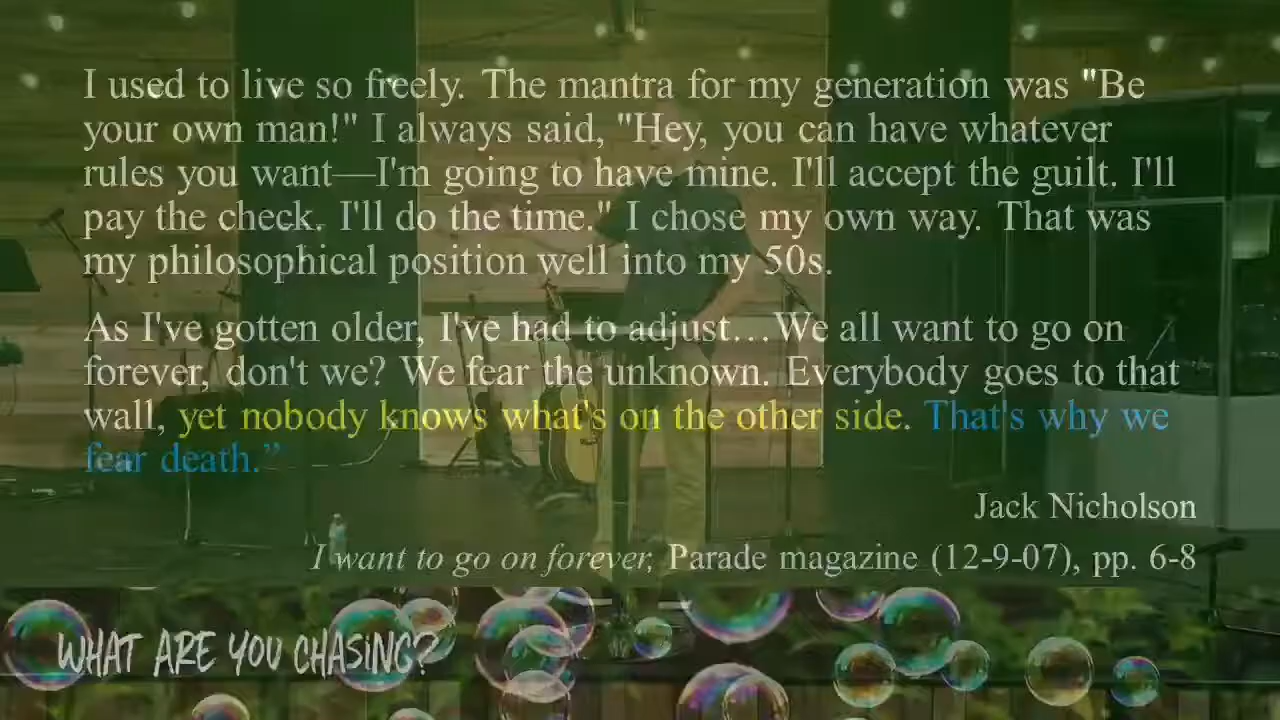 I used to live so freely. The mantra for my generation was "Be
your own man!" I always said, "Hey, you can have whatever
rules you want—I'm going to have mine. I'll accept the guilt. I'll
pay the check. I'll do the time." I chose my own way. That was
my philosophical position well into my 50s.
As I've gotten older, I've had to adjust…We all want to go on
forever, don't we? We fear the unknown. Everybody goes to that
wall, yet nobody knows what's on the other side. That's why we
fear death.”
Jack Nicholson
I want to go on forever, Parade magazine (12-9-07), pp. 6-8
WHAT ARE YOU CHASING?